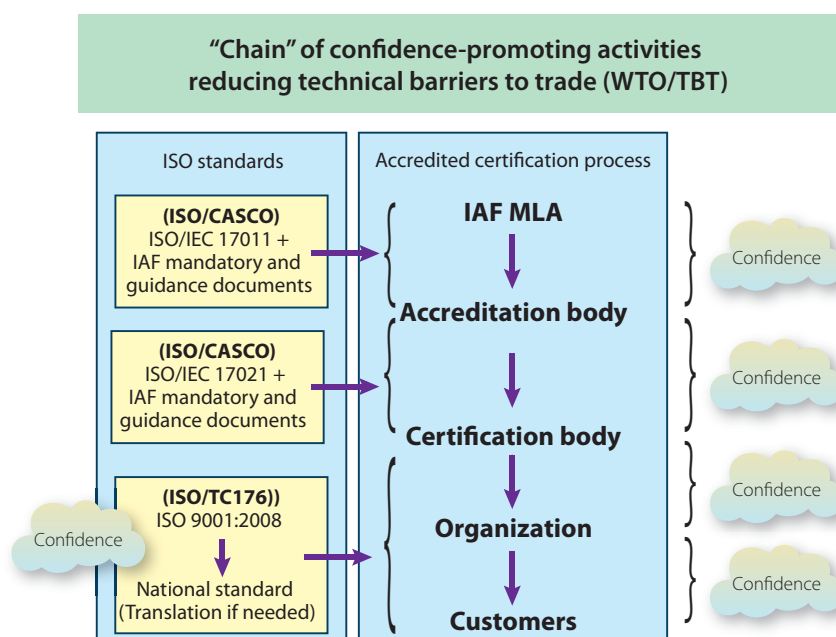 “Chain” of confidence-promoting activities
reducing technical barriers to trade (WTO/TBT)
ISO standards
(ISO/CASCO)
ISO/IEC 17011 +
IAF mandatory and
guidance documents
(ISO/CASCO)
ISO/IEC 17021 +
IAF mandatory and
guidance documents
(ISO/TC176))
ISO 9001:2008
National standard
(Translation if needed)
Confidence
Accredited certification process
IAF MLA
Accreditation body
Certification body
Organization
Customers
Confidence
Confidence
Confidence
Confidence